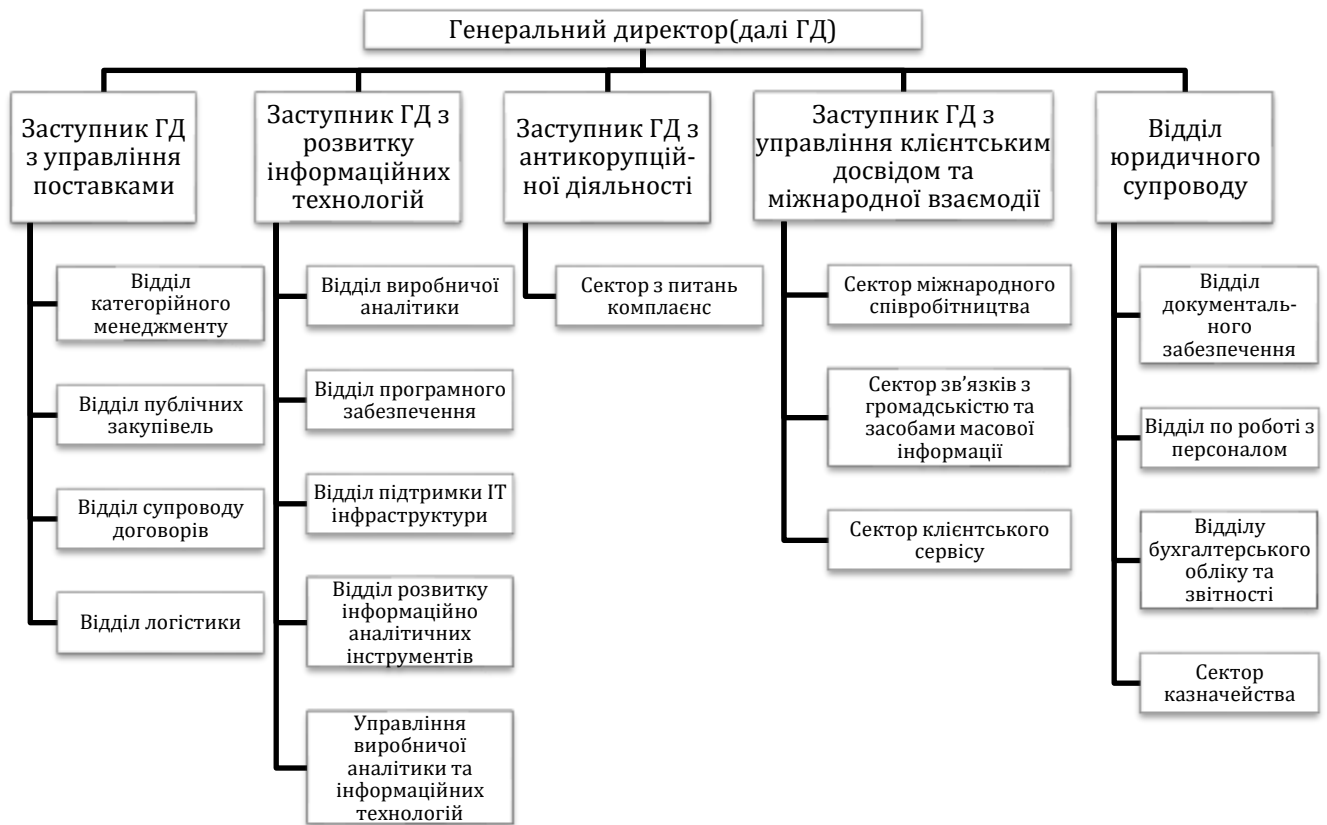 Генеральний директор(далі ГД)
Заступник ГД
з управління
поставками
Відділ
категорійного
менеджменту
Відділ публічних
закупівель
Відділ супроводу
договорів
Відділ логістики
Заступник ГД з
розвитку
інформаційних
технологій
Відділ виробничої
аналітики
Відділ програмного
забезпечення
Відділ підтримки ІТ
інфраструктури
Відділ розвитку
інформаційно
аналітичних
інструментів
Управління
виробничої
аналітики та
інформаційних
технологій
Заступник ГД з
антикорупцій-
ної діяльності
Сектор з питань
комплаєнс
Заступник ГД з
управління клієнтським
досвідом та
міжнародної взаємодії
Сектор міжнародного
співробітництва
Сектор зв’язків з
громадськістю та
засобами масової
інформації
Сектор клієнтського
сервісу
Відділ
юридичного
супроводу
Відділ
документаль-
ного
забезпечення
Відділ по роботі з
персоналом
Відділу
бухгалтерського
обліку та
звітності
Сектор
казначейства